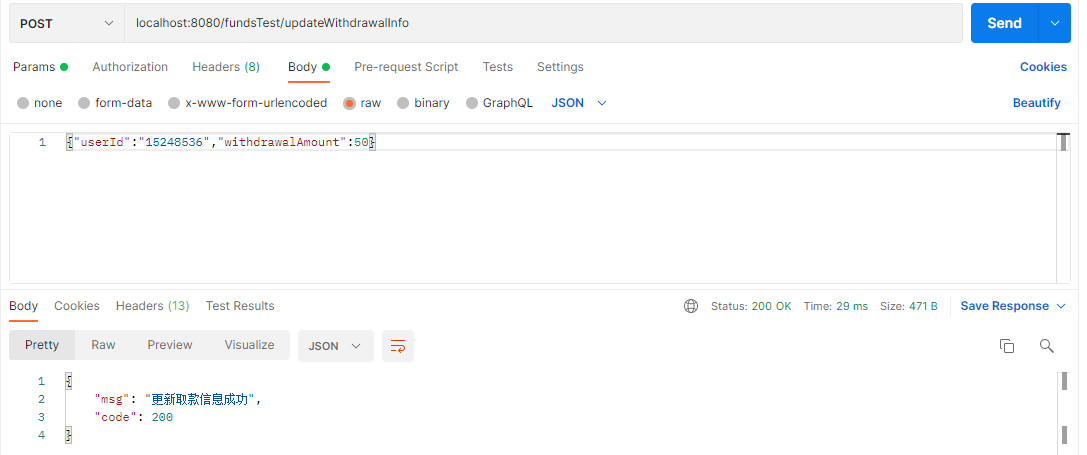 POST localhost:8080/fundsTest/updateWithdrawalInfo Send
Params Authorization Headers (8) Body Pre-request Script Tests Settings Cookies
none form-data x-www-form-urlencoded raw binary GraphQL JSON Beautify
1 {"userId":"15248536","withdrawalAmount":50}
Body Cookies Headers (13) Test Results Status: 200 OK Time: 29 ms Size: 471 B Save Response
Pretty Raw Preview Visualize JSON
1 {
2 "msg": "更新取款信息成功",
3 "code": 200
4 }